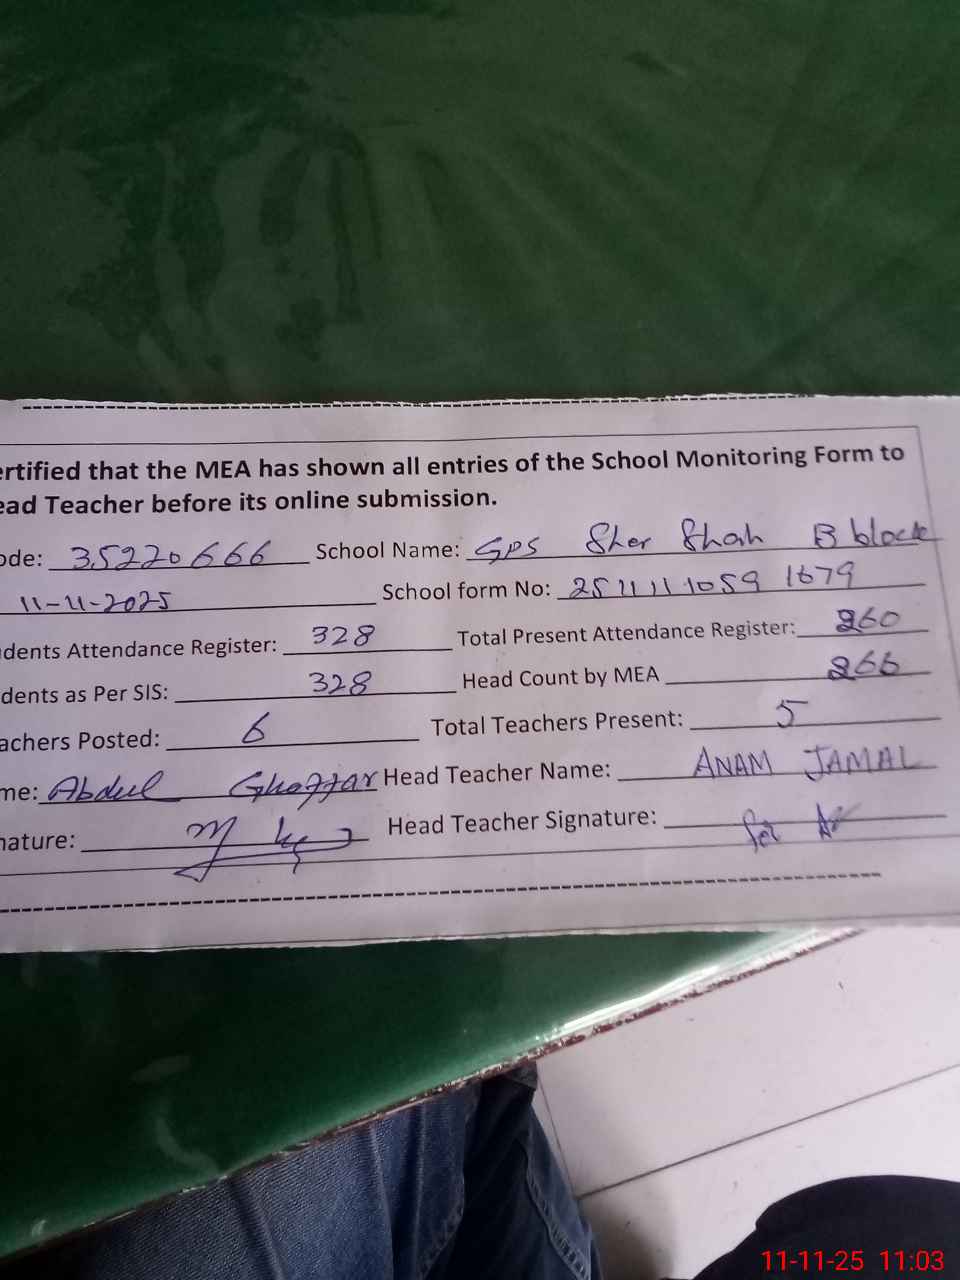 ertified that the MEA has shown all entries of the School Monitoring Form to
ead Teacher before its online submission.
ode: 35220666 School Name: GPS Sher Shah B block
11-11-2025 School form No: 2511111059 1679
dents Attendance Register: 328 Total Present Attendance Register: 260
dents as Per SIS: 328 Head Count by MEA 266
achers Posted: 6 Total Teachers Present: 5
me: Abdul Ghaffar Head Teacher Name: ANAM JAMAL
nature: Head Teacher Signature:
11-11-25 11:03